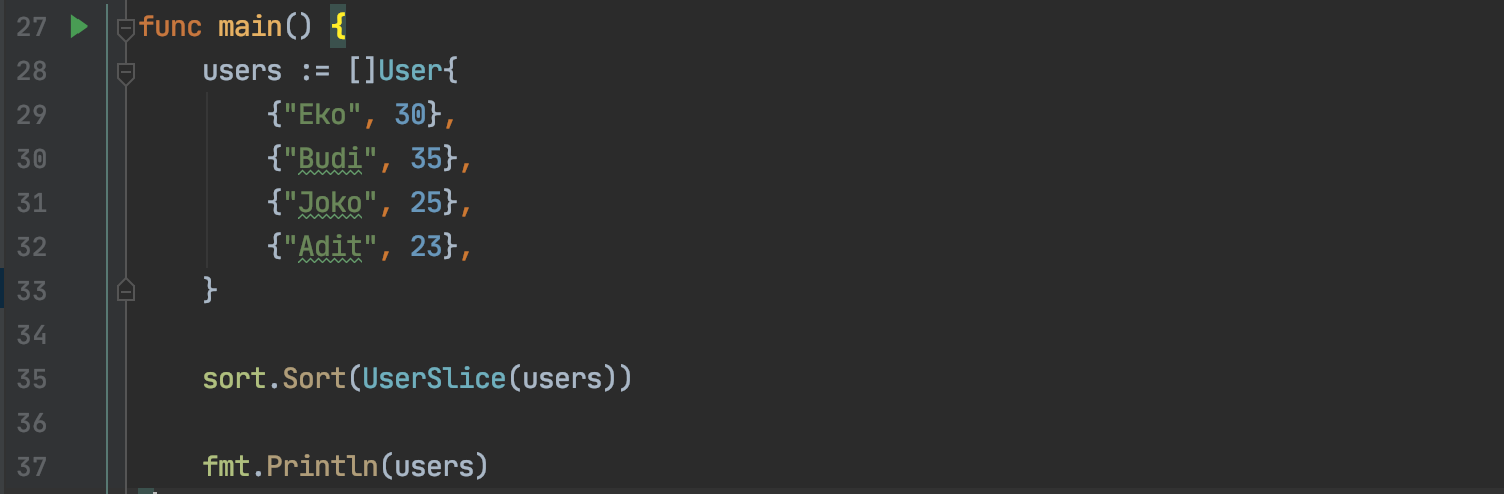 27 func main() {
28 users := []User{
29 {"Eko", 30},
30 {"Budi", 35},
31 {"Joko", 25},
32 {"Adit", 23},
33 }
34
35 sort.Sort(UserSlice(users))
36
37 fmt.Println(users)